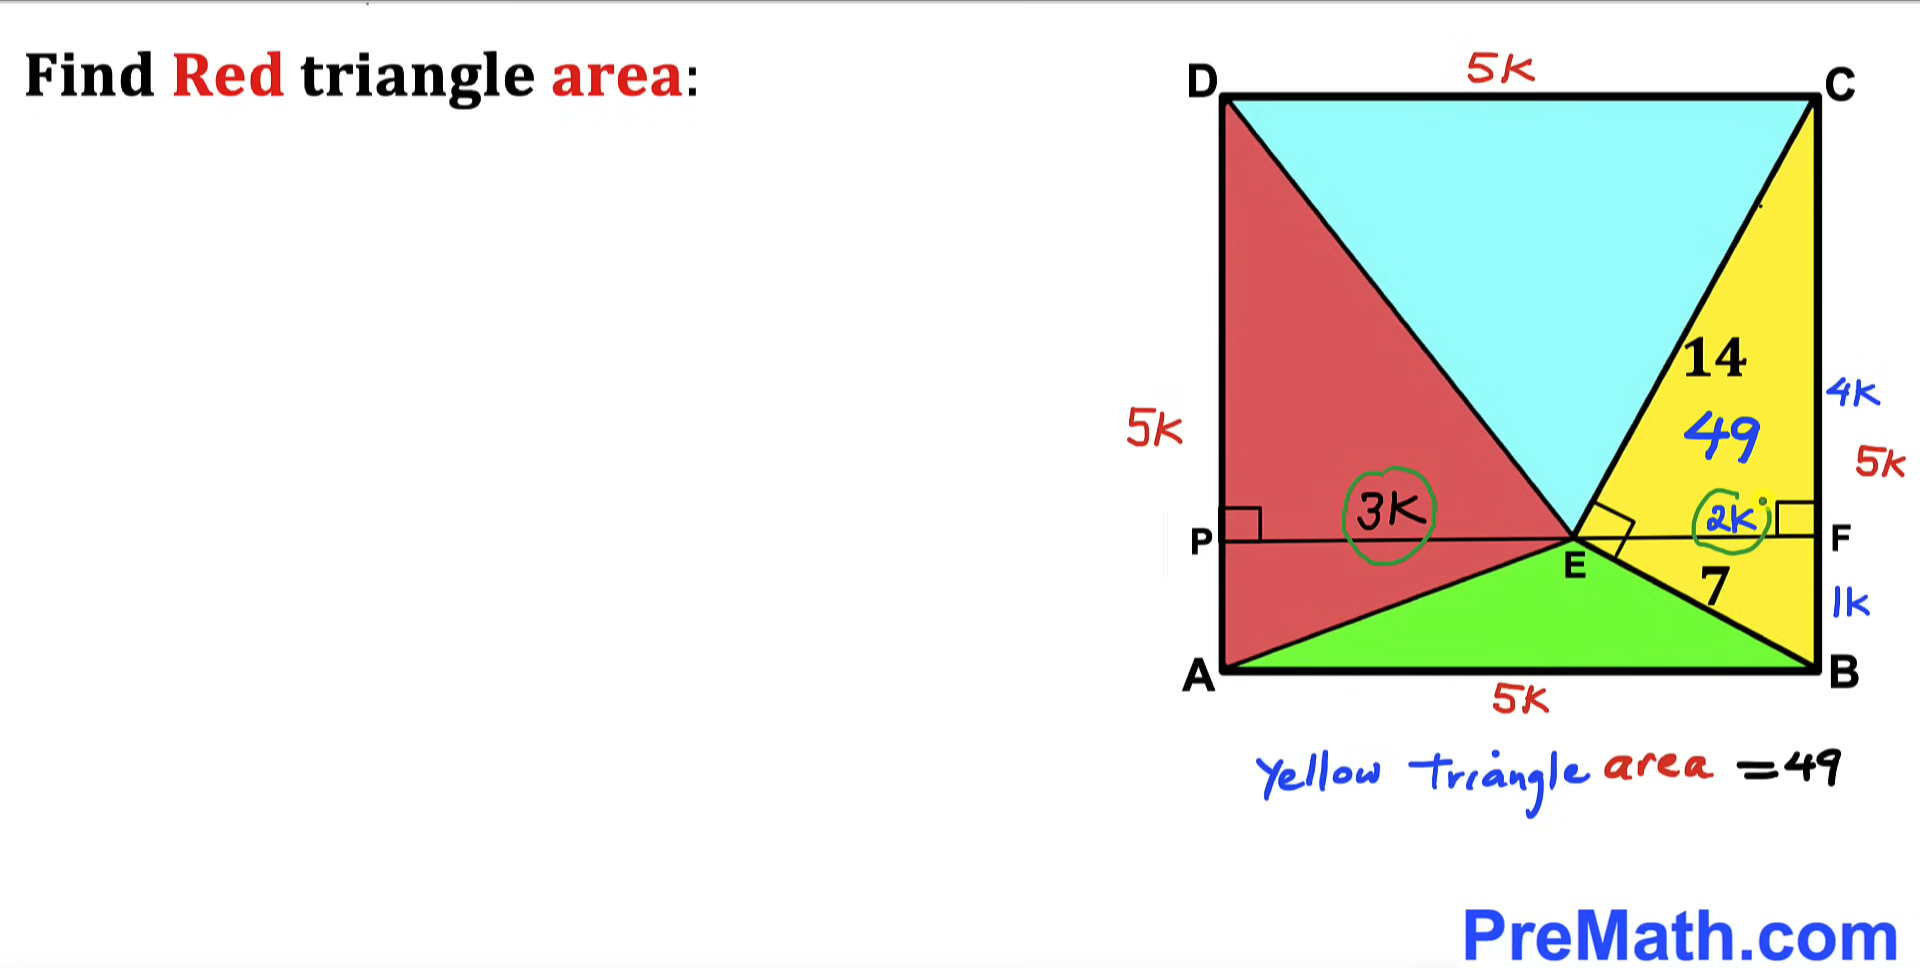 Find Red triangle area:
5K
D
C
14
4K
49
5K
5K
3K
2K
P
F
E
7
1K
A
B
5K
Yellow triangle area = 49
PreMath.com